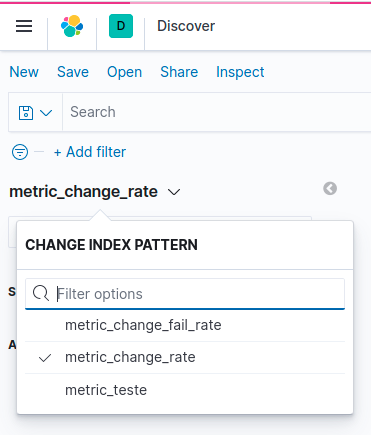 D Discover
New Save Open Share Inspect
Search
+ Add filter
metric_change_rate
CHANGE INDEX PATTERN
Filter options
metric_change_fail_rate
metric_change_rate
metric_teste